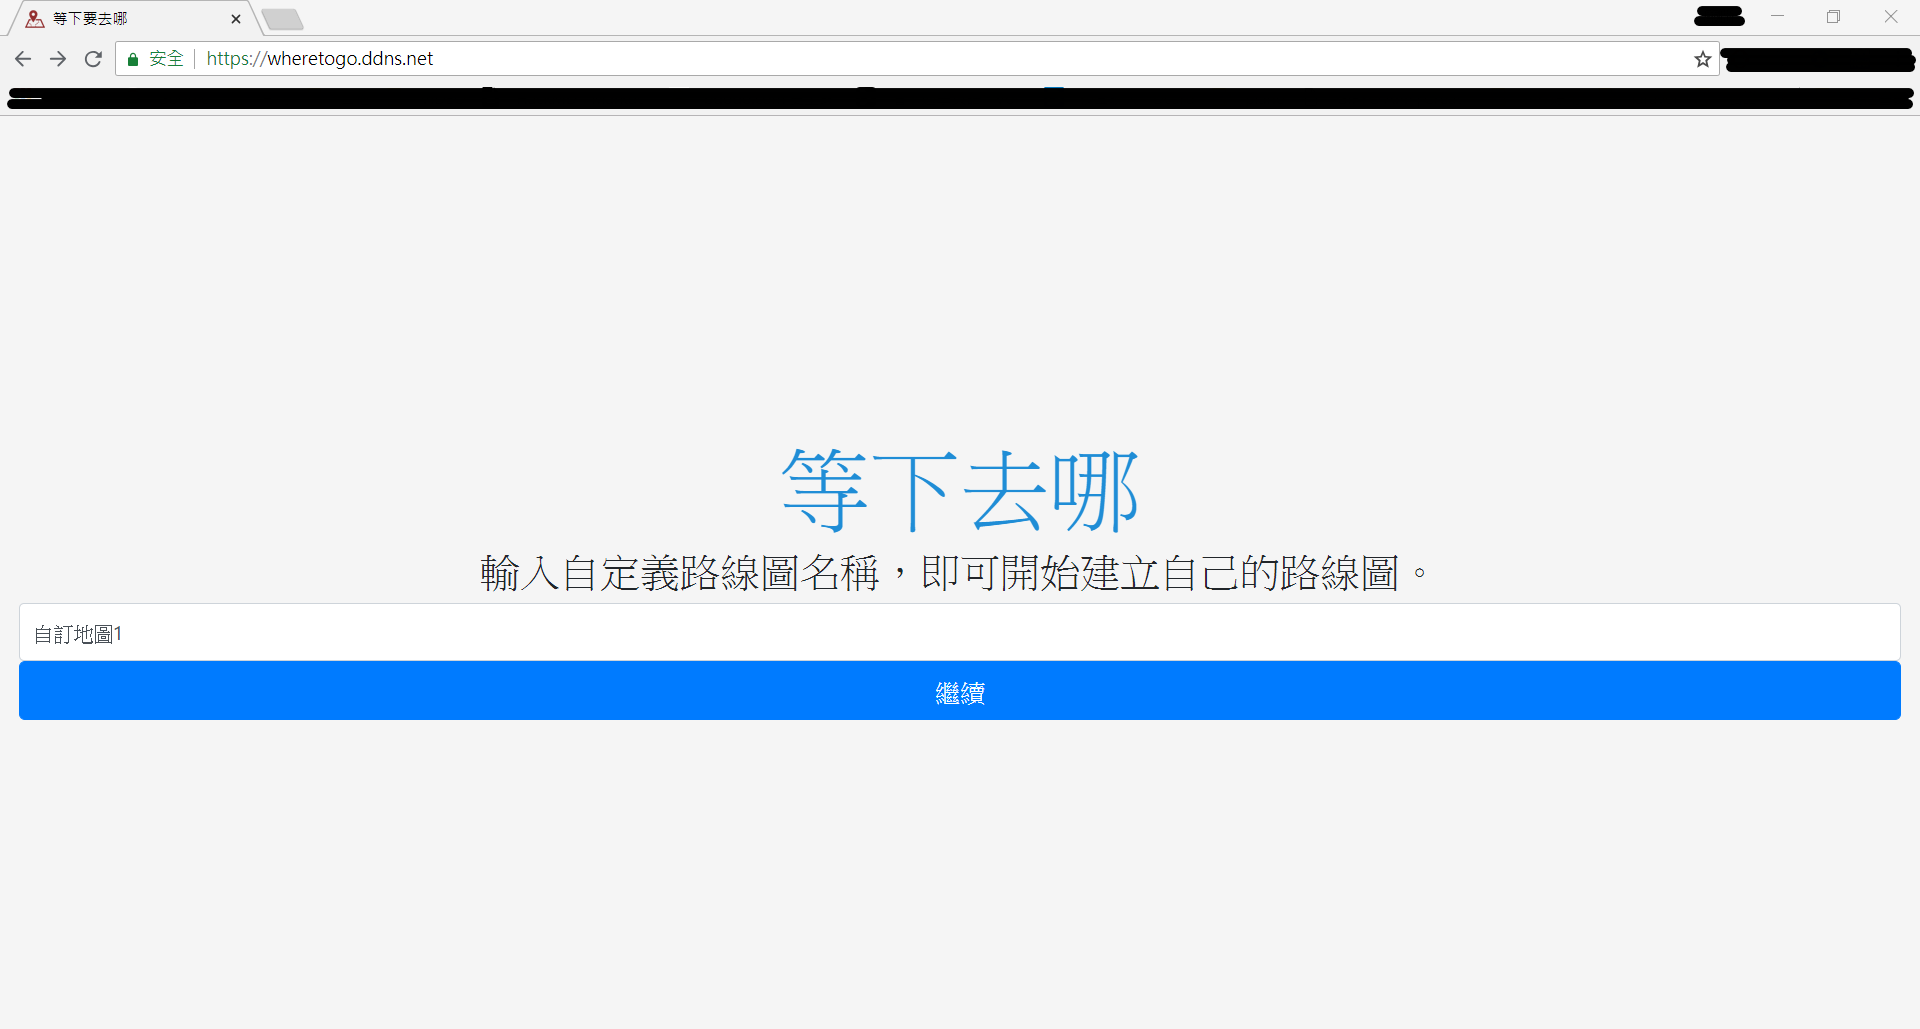 等下要去哪
安全 https://wheretogo.ddns.net
等下去哪
輸入自定義路線圖名稱，即可開始建立自己的路線圖。
自訂地圖1
繼續